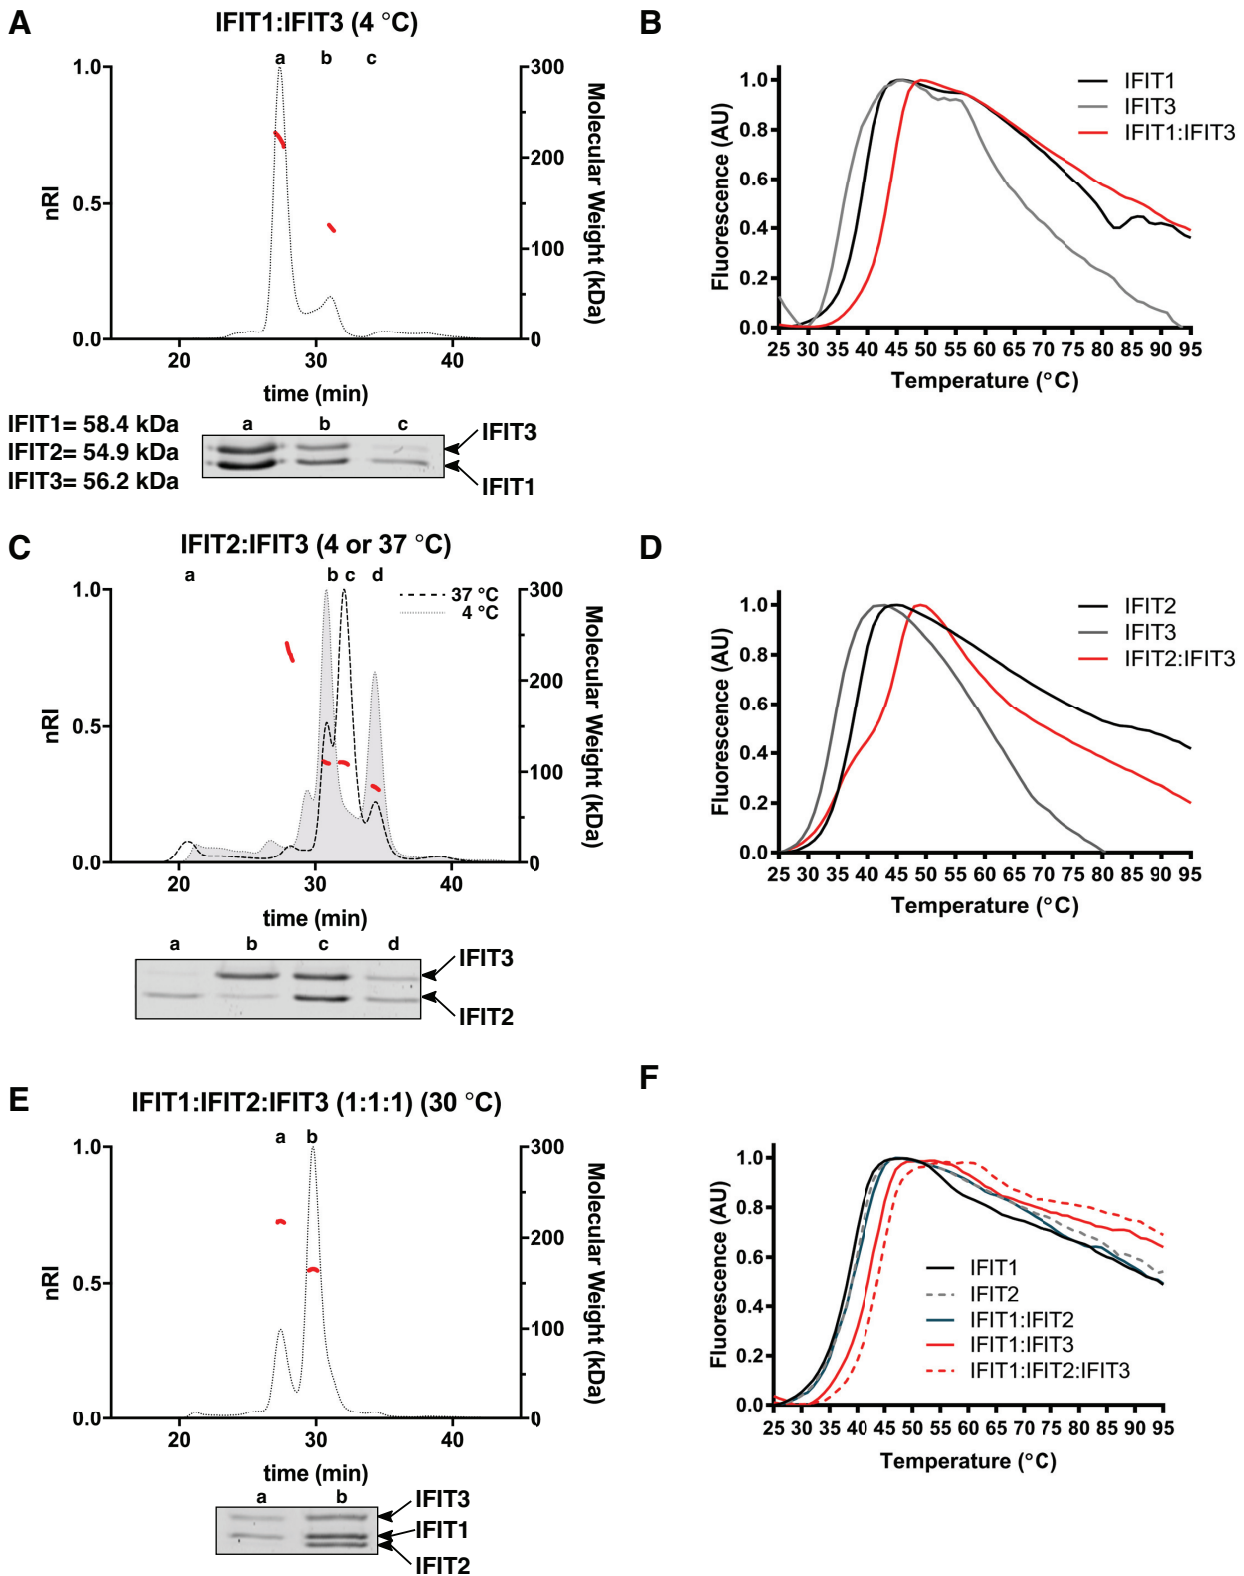 A
IFIT1:IFIT3 (4 °C)
a b c
1.0
0.5
0.0
nRI
300
200
100
0
Molecular Weight (kDa)
20 30 40
time (min)
IFIT1= 58.4 kDa
IFIT2= 54.9 kDa
IFIT3= 56.2 kDa
a b c
IFIT3
IFIT1
B
IFIT1
IFIT3
IFIT1:IFIT3
1.0
0.8
0.6
0.4
0.2
0.0
Fluorescence (AU)
25 30 35 40 45 50 55 60 65 70 75 80 85 90 95
Temperature (°C)
C
IFIT2:IFIT3 (4 or 37 °C)
a b c d
37 °C
4 °C
1.0
0.5
0.0
nRI
300
200
100
0
Molecular Weight (kDa)
20 30 40
time (min)
a b c d
IFIT3
IFIT2
D
IFIT2
IFIT3
IFIT2:IFIT3
1.0
0.8
0.6
0.4
0.2
0.0
Fluorescence (AU)
25 30 35 40 45 50 55 60 65 70 75 80 85 90 95
Temperature (°C)
E
IFIT1:IFIT2:IFIT3 (1:1:1) (30 °C)
a b
1.0
0.5
0.0
nRI
300
200
100
0
Molecular Weight (kDa)
20 30 40
time (min)
a b
IFIT3
IFIT1
IFIT2
F
1.0
0.8
0.6
0.4
0.2
0.0
Fluorescence (AU)
IFIT1
IFIT2
IFIT1:IFIT2
IFIT1:IFIT3
IFIT1:IFIT2:IFIT3
25 30 35 40 45 50 55 60 65 70 75 80 85 90 95
Temperature (°C)